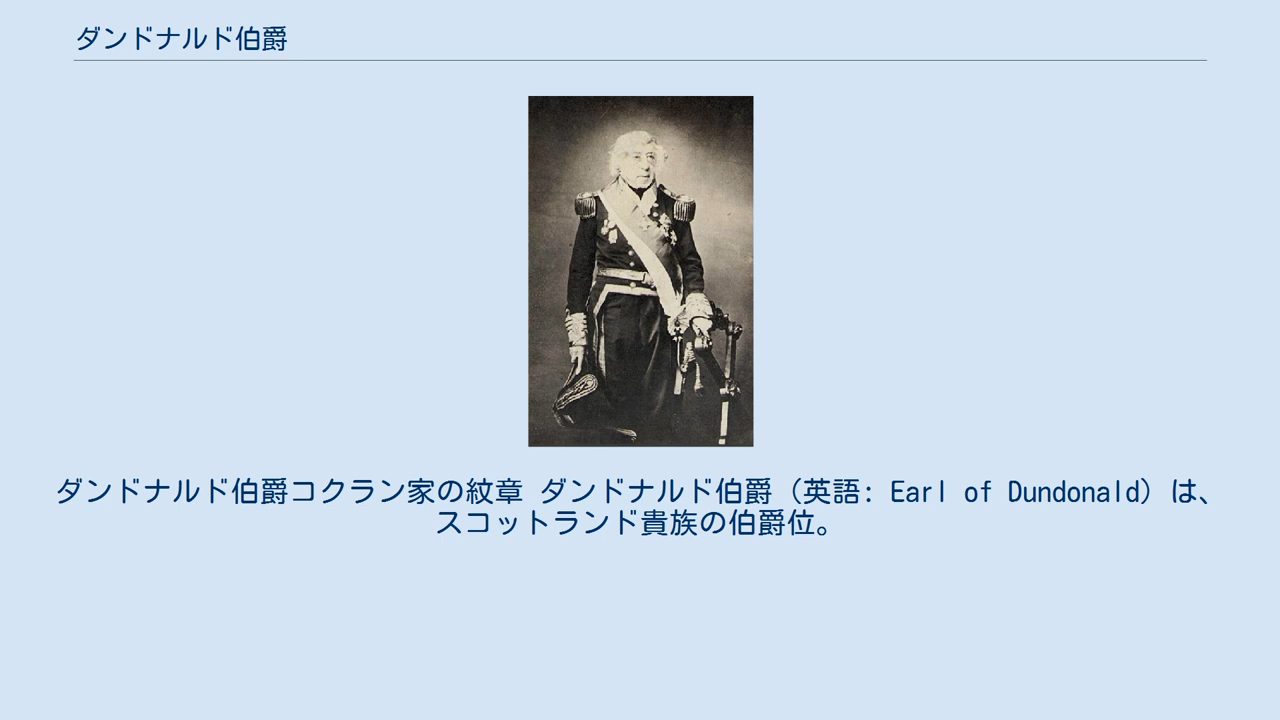 ダンドナルド伯爵
ダンドナルド伯爵コクラン家の紋章 ダンドナルド伯爵（英語: Earl of Dundonald）は、
スコットランド貴族の伯爵位。